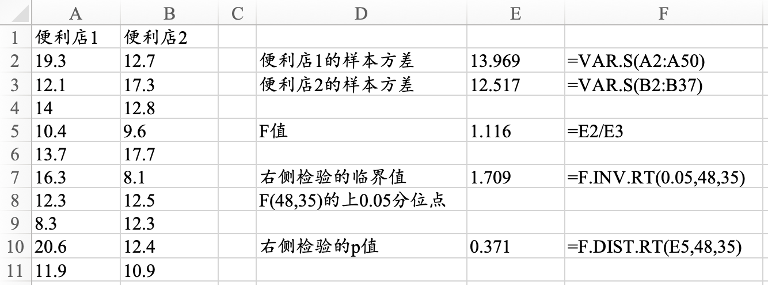 A B C D E F
1 便利店1 便利店2
2 19.3 12.7 便利店1的样本方差 13.969 =VAR.S(A2:A50)
3 12.1 17.3 便利店2的样本方差 12.517 =VAR.S(B2:B37)
4 14 12.8
5 10.4 9.6 F值 1.116 =E2/E3
6 13.7 17.7
7 16.3 8.1 右侧检验的临界值 1.709 =F.INV.RT(0.05,48,35)
8 12.3 12.5 F(48,35)的上0.05分位点
9 8.3 12.3
10 20.6 12.4 右侧检验的p值 0.371 =F.DIST.RT(E5,48,35)
11 11.9 10.9